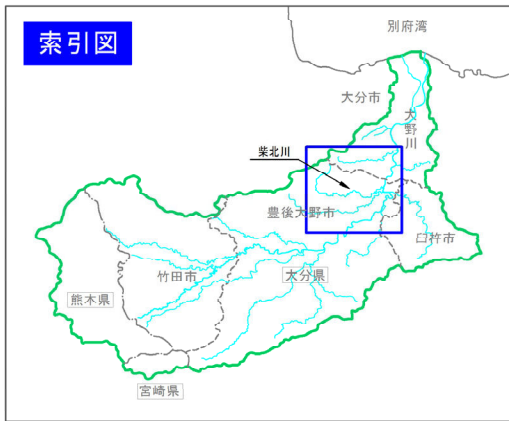 索引図
別府湾
大分市
大野川
柴北川
豊後大野市
臼杵市
大分県
竹田市
熊本県
宮崎県